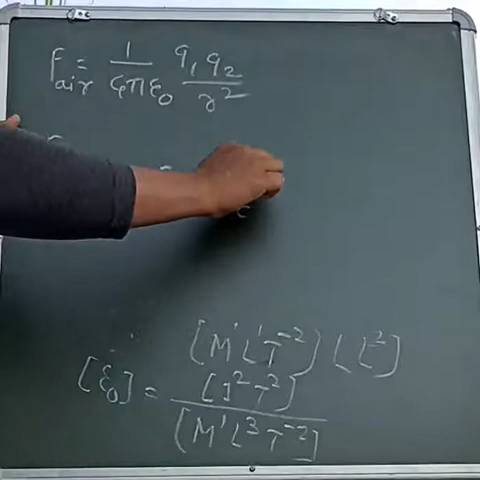 F_air = 1/4πε₀ q₁q₂/r²
[M¹L¹T⁻²] [L²]
[ε₀] = [I²T²]/[M¹L³T⁻²]